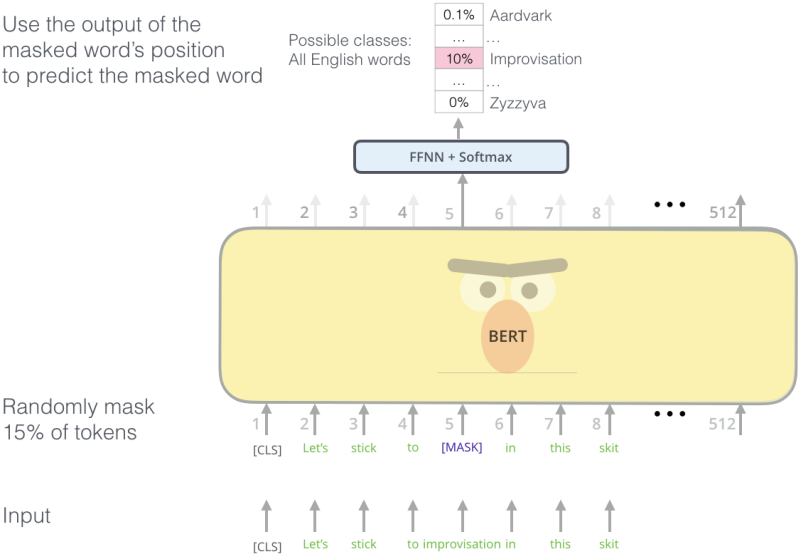 Use the output of the
masked word's position
to predict the masked word
Possible classes:
All English words
0.1% Aardvark
... ...
10% Improvisation
... ...
0% Zyzzyva
FFNN + Softmax
1 2 3 4 5 6 7 8 ••• 512
BERT
Randomly mask
15% of tokens
1 2 3 4 5 6 7 8 ••• 512
[CLS] Let's stick to [MASK] in this skit
Input
[CLS] Let's stick to improvisation in this skit